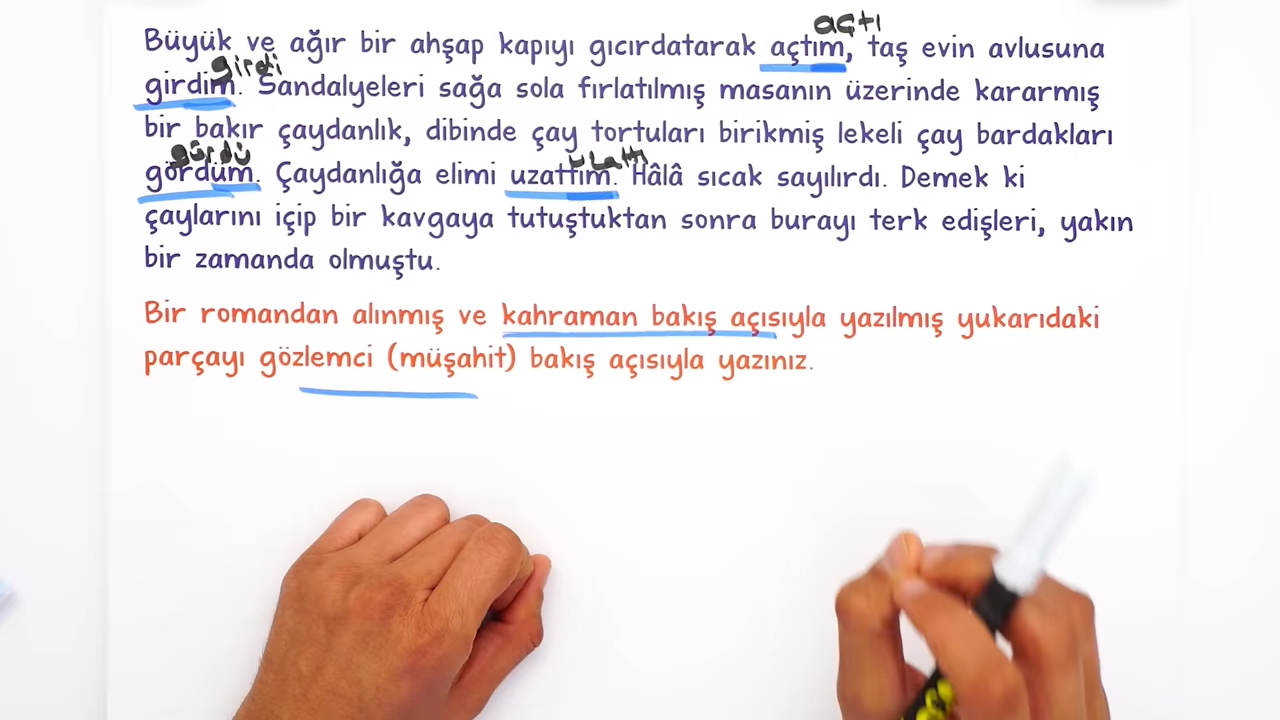 açtı
Büyük ve ağır bir ahşap kapıyı gıcırdatarak açtım, taş evin avlusuna
girdi
girdim. Sandalyeleri sağa sola fırlatılmış masanın üzerinde kararmış
bir bakır çaydanlık, dibinde çay tortuları birikmiş lekeli çay bardakları
gördü uzattı
gördüm. Çaydanlığa elimi uzattım. Hâlâ sıcak sayılırdı. Demek ki
çaylarını içip bir kavgaya tutuştuktan sonra burayı terk edişleri, yakın
bir zamanda olmuştu.
Bir romandan alınmış ve kahraman bakış açısıyla yazılmış yukarıdaki
parçayı gözlemci (müşahit) bakış açısıyla yazınız.